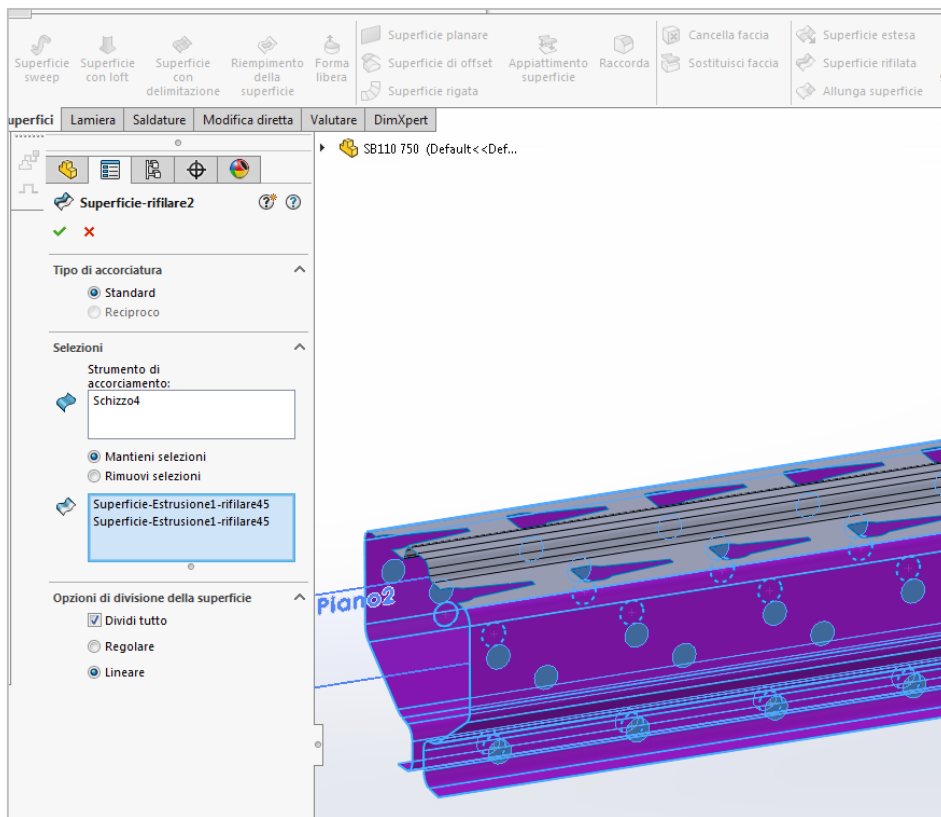 Superficie planare
Cancella faccia
Superficie estesa
Superficie sweep
Superficie con loft
Superficie con delimitazione
Riempimento della superficie
Forma libera
Superficie di offset
Appiattimento superficie
Raccorda
Sostituisci faccia
Superficie rifilata
Superficie rigata
Allunga superficie
uperfici
Lamiera
Saldature
Modifica diretta
Valutare
DimXpert
SB110 750 (Default<<Def...
Superficie-rifilare2
Tipo di accorciatura
Standard
Reciproco
Selezioni
Strumento di
accorciamento:
Schizzo4
Mantieni selezioni
Rimuovi selezioni
Superficie-Estrusione1-rifilare45
Superficie-Estrusione1-rifilare45
Opzioni di divisione della superficie
Dividi tutto
Regolare
Lineare
Piano2